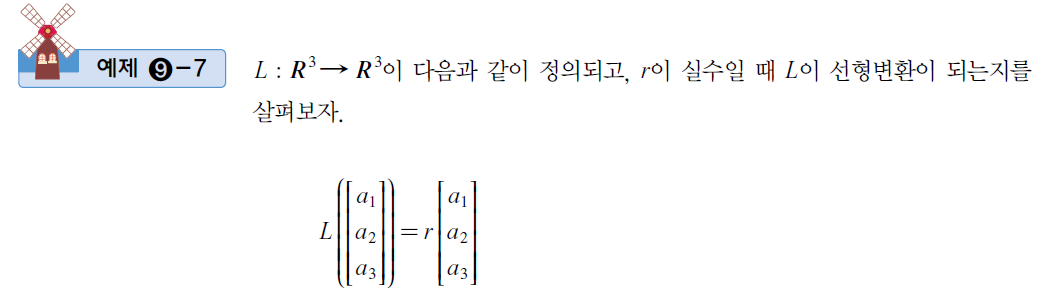 예제 ❾-7
L : R³ → R³이 다음과 같이 정의되고, r이 실수일 때 L이 선형변환이 되는지를
살펴보자.
L([a₁ a₂ a₃]) = r[a₁ a₂ a₃]